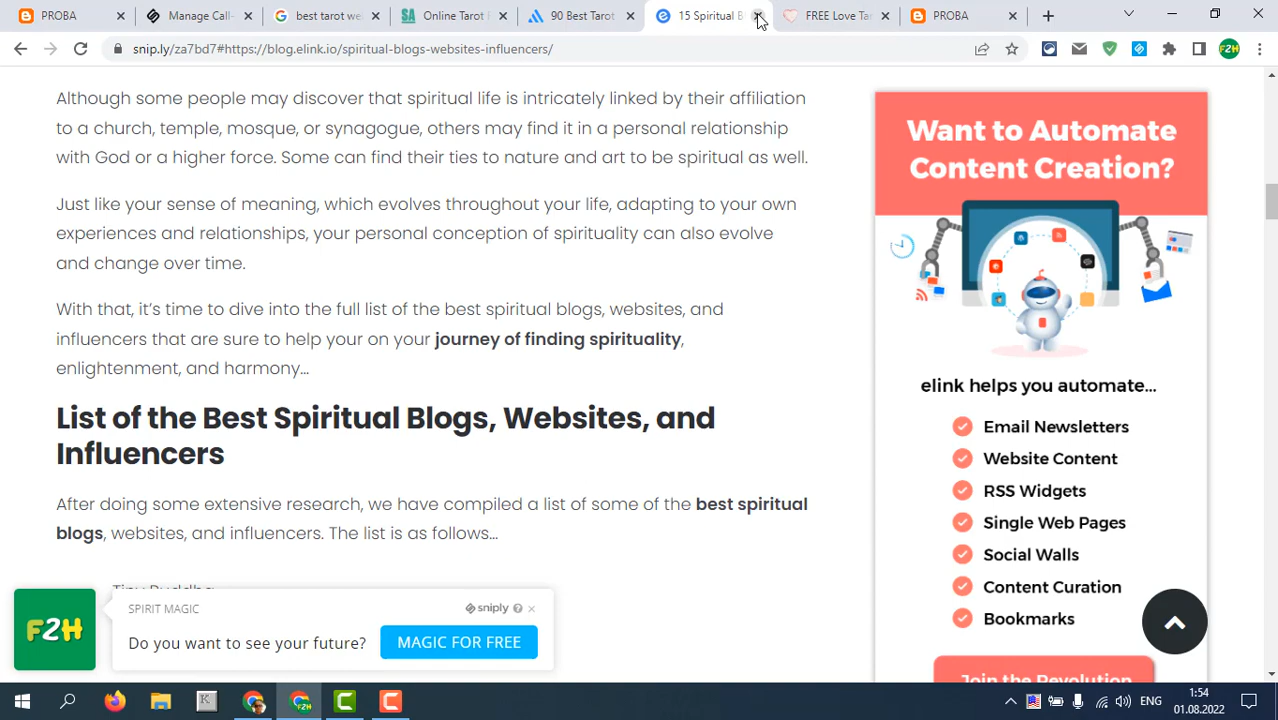 PROBA
Manage Call-
best tarot we
Online Tarot
90 Best Tarot
15 Spiritual B
FREE Love Ta
PROBA
snip.ly/za7bd7#https://blog.elink.io/spiritual-blogs-websites-influencers/
F2H
Although some people may discover that spiritual life is intricately linked by their affiliation
to a church, temple, mosque, or synagogue, others may find it in a personal relationship
with God or a higher force. Some can find their ties to nature and art to be spiritual as well.
Just like your sense of meaning, which evolves throughout your life, adapting to your own
experiences and relationships, your personal conception of spirituality can also evolve
and change over time.
With that, it’s time to dive into the full list of the best spiritual blogs, websites, and
influencers that are sure to help your on your journey of finding spirituality,
enlightenment, and harmony…
List of the Best Spiritual Blogs, Websites, and
Influencers
After doing some extensive research, we have compiled a list of some of the best spiritual
blogs, websites, and influencers. The list is as follows…
Tiny Buddha
Want to Automate
Content Creation?
elink helps you automate...
Email Newsletters
Website Content
RSS Widgets
Single Web Pages
Social Walls
Content Curation
Bookmarks
Join the Revolution
F2H
SPIRIT MAGIC
sniply
Do you want to see your future?
MAGIC FOR FREE
ENG
1:54
01.08.2022